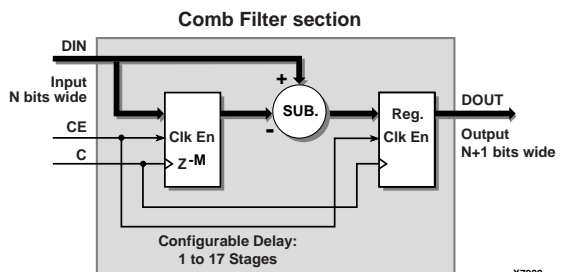 Comb Filter section
DIN
Input
N bits wide
CE
C
Clk En
Z-M
+
-
SUB.
Reg.
Clk En
DOUT
Output
N+1 bits wide
Configurable Delay:
1 to 17 Stages